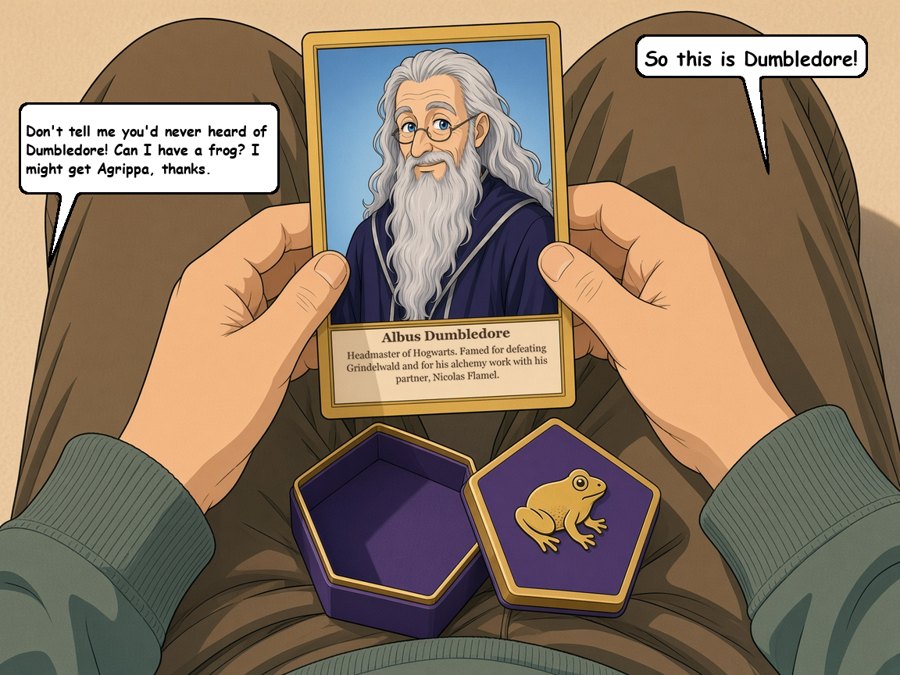 So this is Dumbledore!
Don't tell me you'd never heard of
Dumbledore! Can I have a frog? I
might get Agrippa, thanks.
Albus Dumbledore
Headmaster of Hogwarts. Famed for defeating
Grindelwald and for his alchemy work with his
partner, Nicolas Flamel.